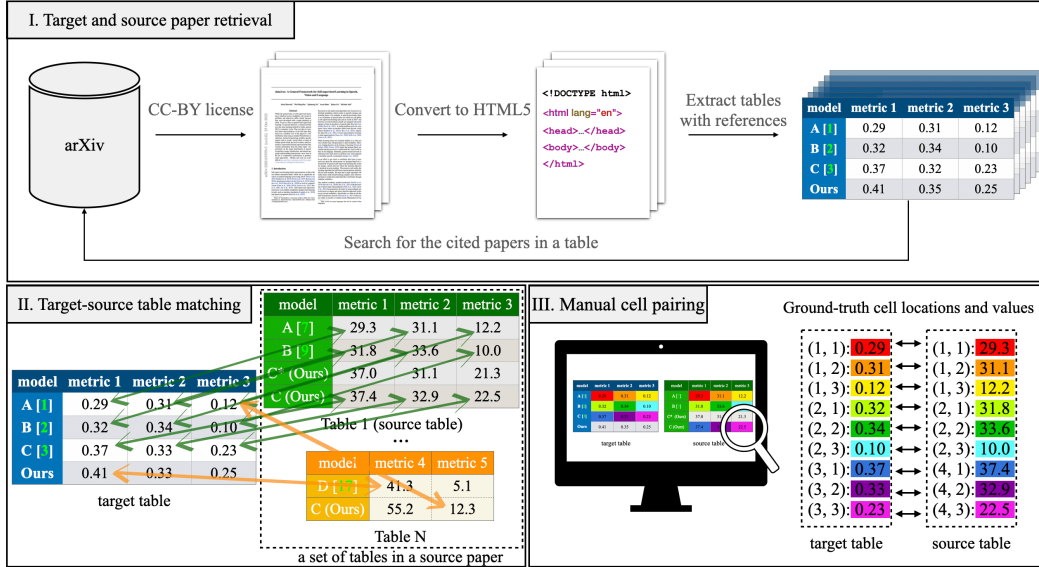 I. Target and source paper retrieval
arXiv
CC-BY license
Convert to HTML5
<!DOCTYPE html>
<html lang="en">
<head>…</head>
<body>…</body>
</html>
Extract tables
with references
model metric 1 metric 2 metric 3
A [1] 0.29 0.31 0.12
B [2] 0.32 0.34 0.10
C [3] 0.37 0.32 0.23
Ours 0.41 0.35 0.25
Search for the cited papers in a table
II. Target-source table matching
model metric 1 metric 2 metric 3
A [1] 0.29 0.31 0.12
B [2] 0.32 0.34 0.10
C [3] 0.37 0.33 0.23
Ours 0.41 0.33 0.25
target table
model metric 1 metric 2 metric 3
A [7] 29.3 31.1 12.2
B [9] 31.8 33.6 10.0
C* (Ours) 37.0 31.1 21.3
C (Ours) 37.4 32.9 22.5
Table 1 (source table)
…
model metric 4 metric 5
D [17] 41.3 5.1
C (Ours) 55.2 12.3
Table N
a set of tables in a source paper
III. Manual cell pairing
target table
source table
Ground-truth cell locations and values
(1, 1): 0.29 (1, 1): 29.3
(1, 2): 0.31 (1, 2): 31.1
(1, 3): 0.12 (1, 3): 12.2
(2, 1): 0.32 (2, 1): 31.8
(2, 2): 0.34 (2, 2): 33.6
(2, 3): 0.10 (2, 3): 10.0
(3, 1): 0.37 (4, 1): 37.4
(3, 2): 0.33 (4, 2): 32.9
(3, 3): 0.23 (4, 3): 22.5
target table source table